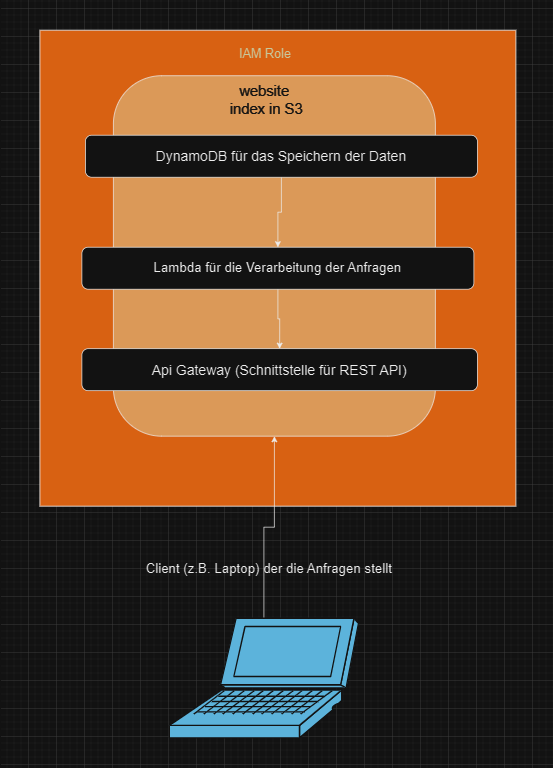 IAM Role
website
index in S3
DynamoDB für das Speichern der Daten
Lambda für die Verarbeitung der Anfragen
Api Gateway (Schnittstelle für REST API)
Client (z.B. Laptop) der die Anfragen stellt